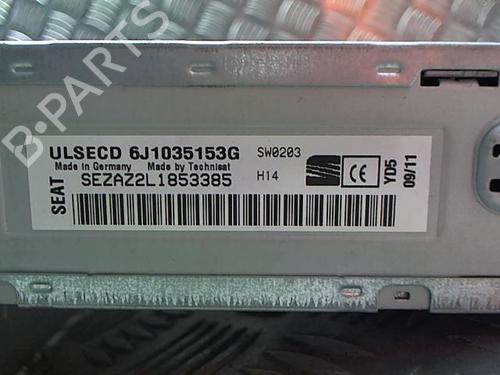 B-PARTS
ULSECD 6J1035153G
SW0203
Made in Germany Made by Technisat
SEZAZ2L1853385
H14
SEAT
CE
YD5
09/11